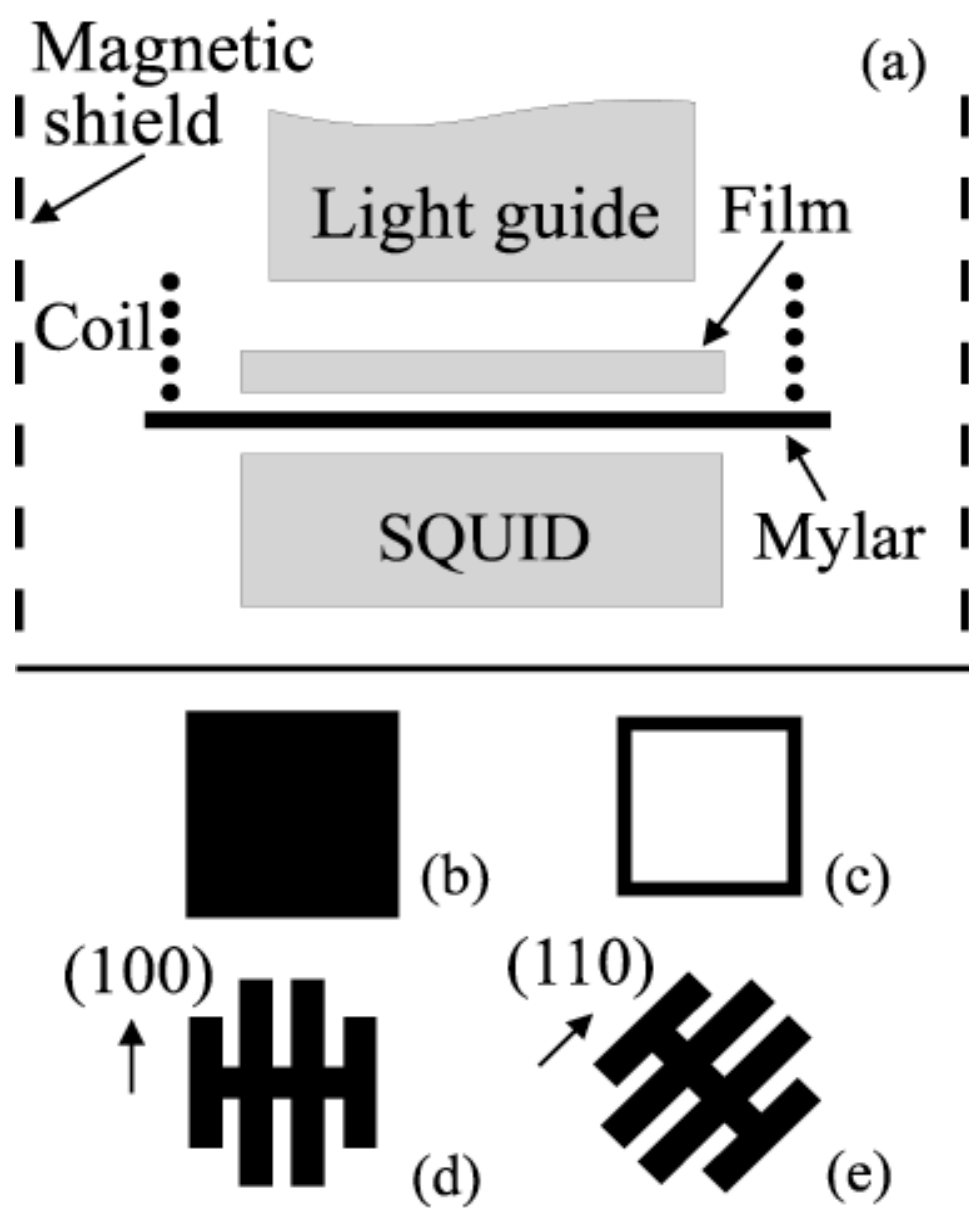 Magnetic
shield
(a)
Light guide
Film
Coil
SQUID
Mylar
(b)
(c)
(100)
(110)
(d)
(e)